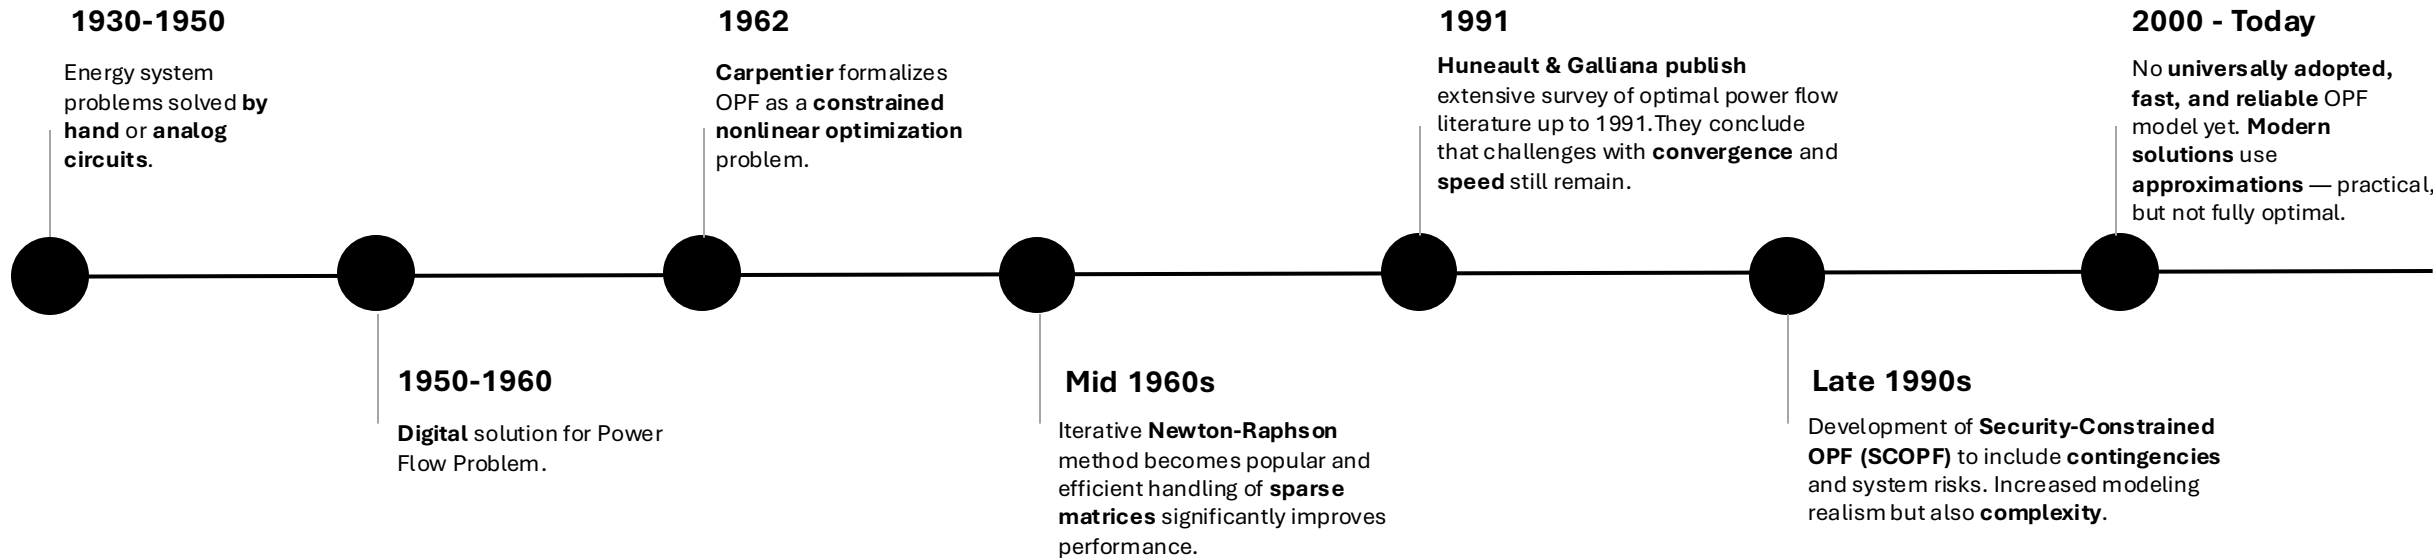 1930-1950
Energy system
problems solved by
hand or analog
circuits.
1950-1960
Digital solution for Power
Flow Problem.
1962
Carpentier formalizes
OPF as a constrained
nonlinear optimization
problem.
Mid 1960s
Iterative Newton-Raphson
method becomes popular and
efficient handling of sparse
matrices significantly improves
performance.
1991
Huneault & Galliana publish
extensive survey of optimal power flow
literature up to 1991.They conclude
that challenges with convergence and
speed still remain.
Late 1990s
Development of Security-Constrained
OPF (SCOPF) to include contingencies
and system risks. Increased modeling
realism but also complexity.
2000 - Today
No universally adopted,
fast, and reliable OPF
model yet. Modern
solutions use
approximations — practical,
but not fully optimal.